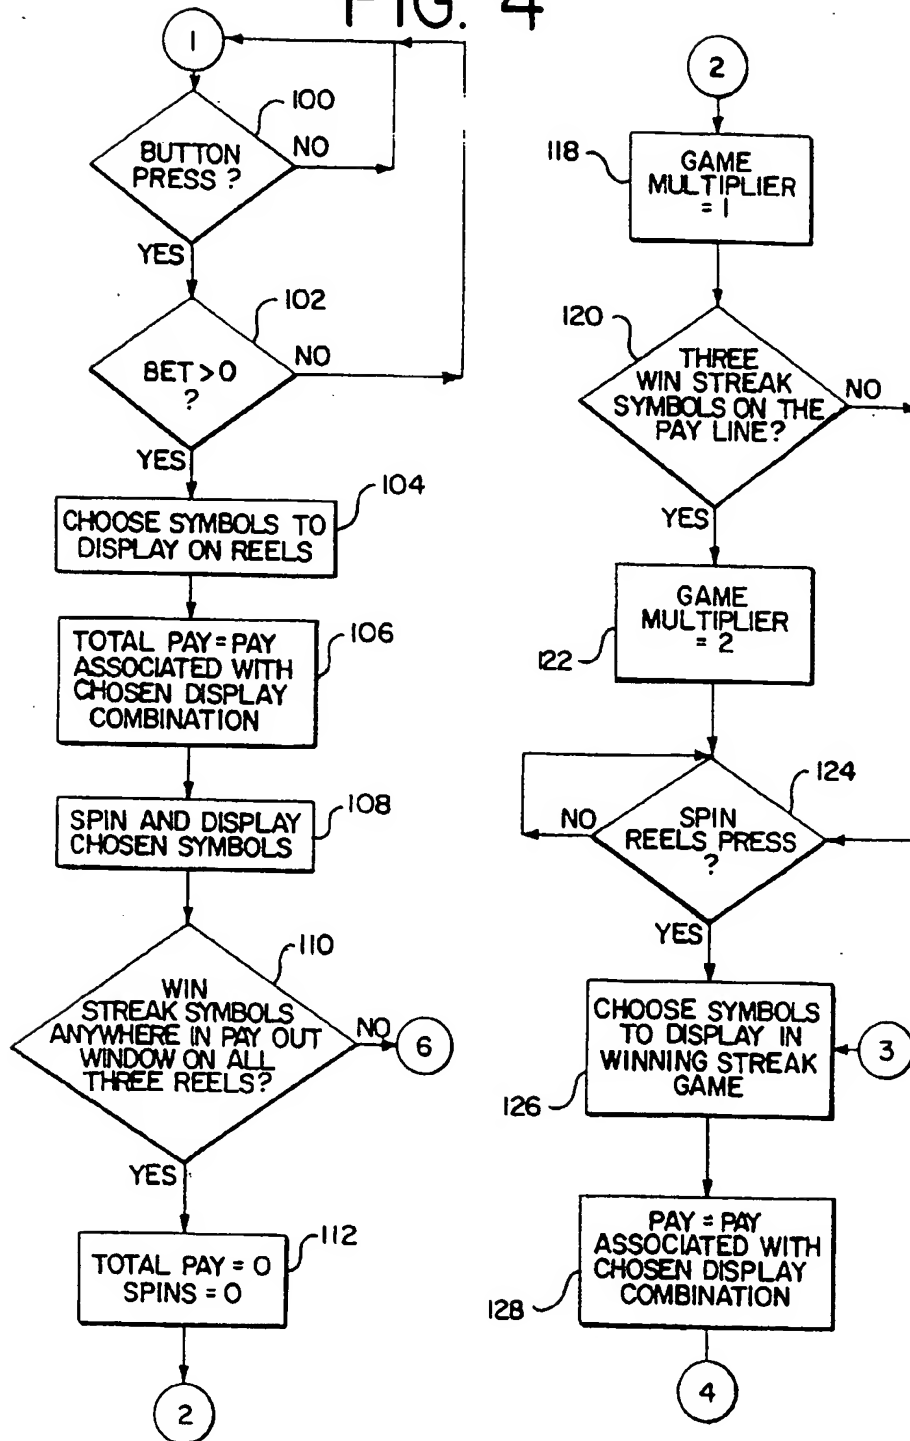 FIG. 4
1
100
BUTTON
PRESS ?
NO
YES
102
BET > 0
?
NO
YES
104
CHOOSE SYMBOLS TO
DISPLAY ON REELS
106
TOTAL PAY = PAY
ASSOCIATED WITH
CHOSEN DISPLAY
COMBINATION
108
SPIN AND DISPLAY
CHOSEN SYMBOLS
110
WIN
STREAK SYMBOLS
ANYWHERE IN PAY OUT
WINDOW ON ALL
THREE REELS?
NO
6
YES
112
TOTAL PAY = 0
SPINS = 0
2
2
118
GAME
MULTIPLIER
= 1
120
THREE
WIN STREAK
SYMBOLS ON THE
PAY LINE?
NO
YES
GAME
MULTIPLIER
= 2
122
124
SPIN
REELS PRESS
?
NO
YES
CHOOSE SYMBOLS
TO DISPLAY IN
WINNING STREAK
GAME
3
126
PAY = PAY
ASSOCIATED WITH
CHOSEN DISPLAY
COMBINATION
128
4